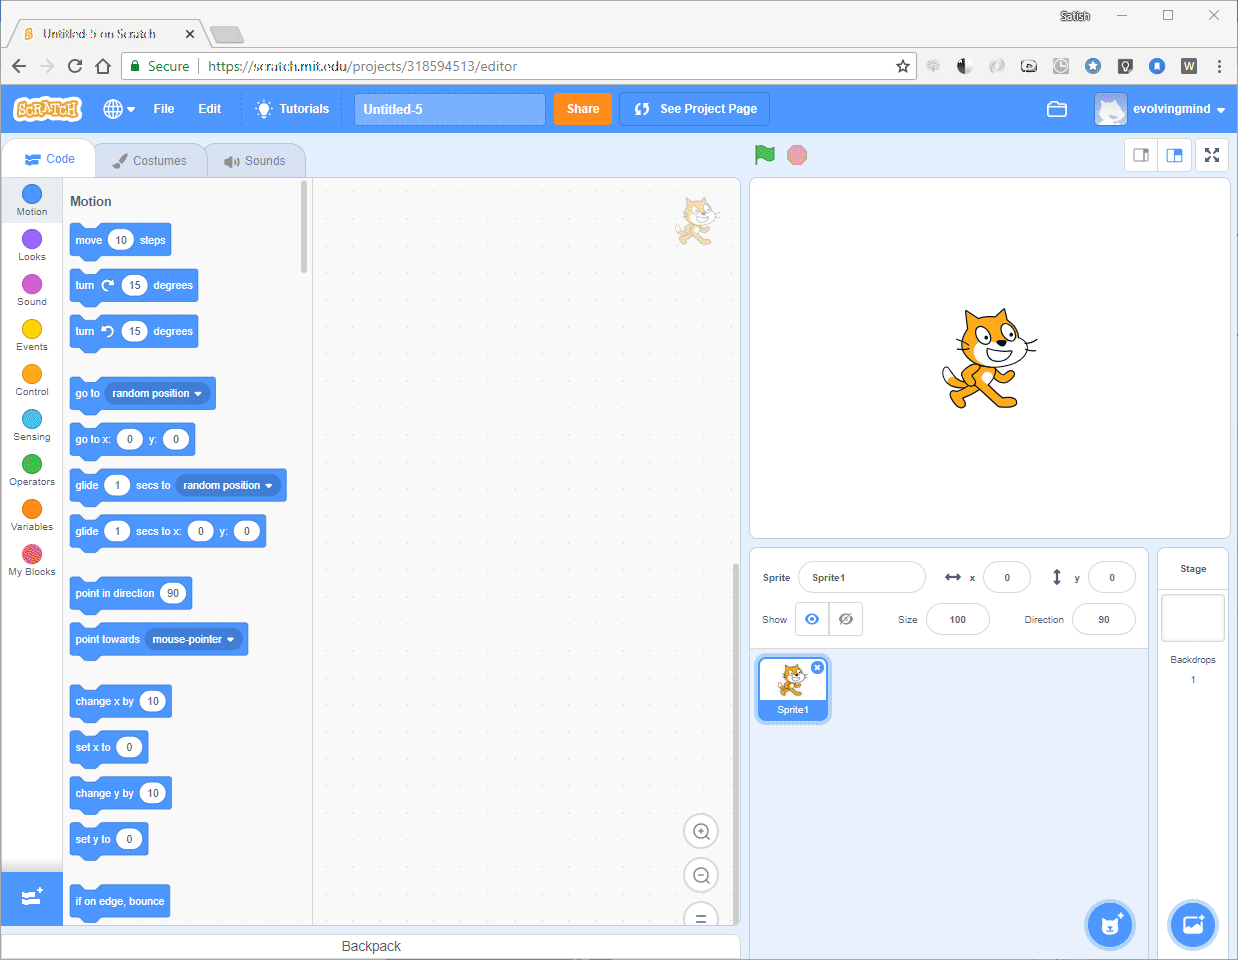 Satish
Untitled-5 on Scratch
Secure https://scratch.mit.edu/projects/318594513/editor
W
SCRATCH File Edit Tutorials Untitled-5 Share See Project Page evolvingmind
Code Costumes Sounds
Motion
Looks
Sound
Events
Control
Sensing
Operators
Variables
My Blocks
Motion
move 10 steps
turn 15 degrees
turn 15 degrees
go to random position
go to x: 0 y: 0
glide 1 secs to random position
glide 1 secs to x: 0 y: 0
point in direction 90
point towards mouse-pointer
change x by 10
set x to 0
change y by 10
set y to 0
if on edge, bounce
Backpack
Sprite Sprite1 x 0 y 0
Show Size 100 Direction 90
Sprite1
Stage
Backdrops
1